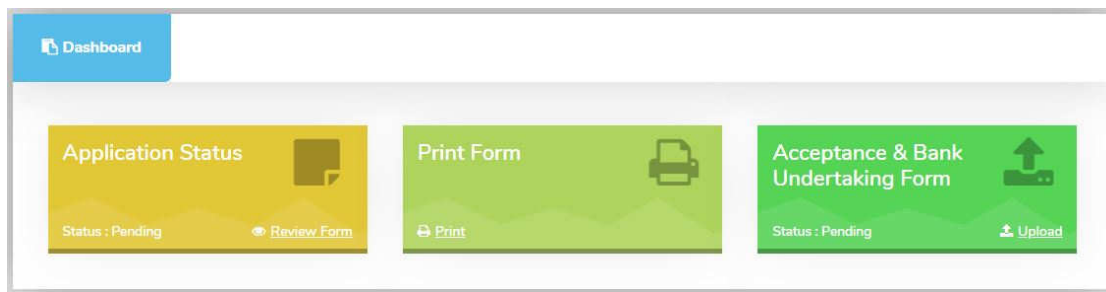 Dashboard
Application Status
Status : Pending
Review Form
Print Form
Print
Acceptance & Bank
Undertaking Form
Status : Pending
Upload